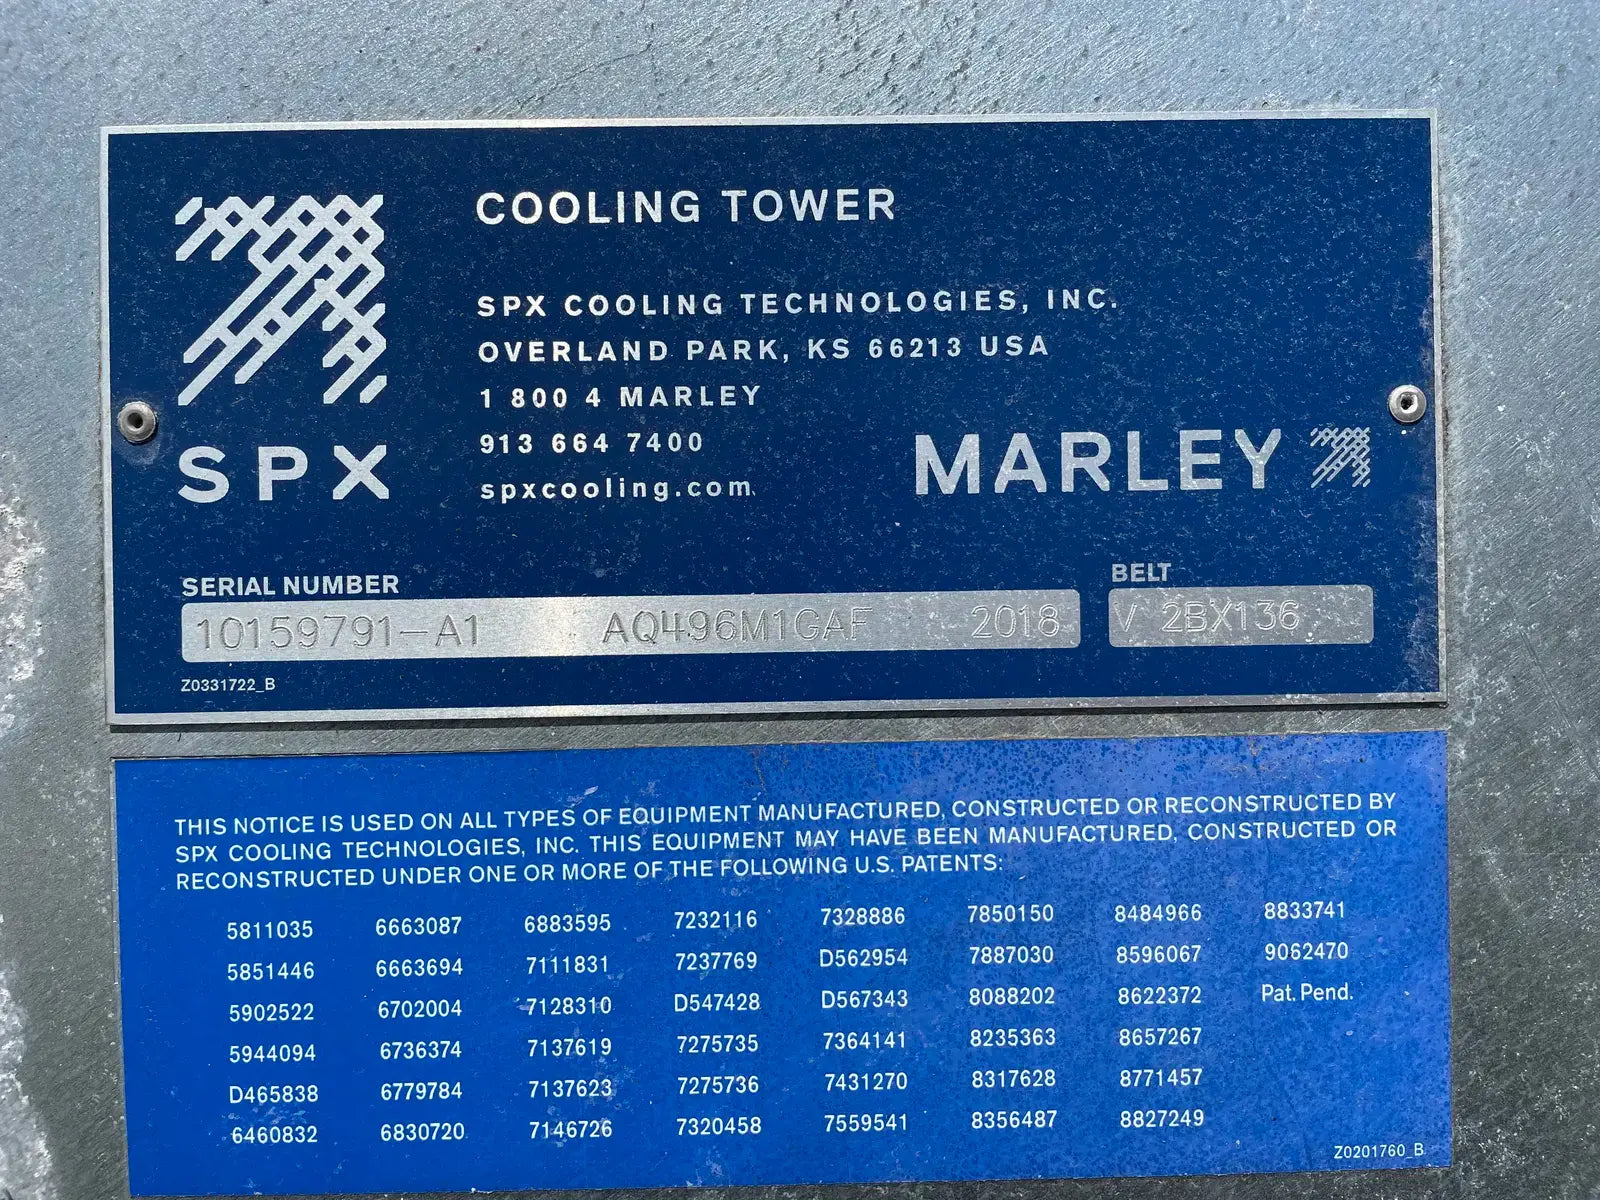 COOLING TOWER
SPX COOLING TECHNOLOGIES, INC.
OVERLAND PARK, KS 66213 USA
1 800 4 MARLEY
913 664 7400
spxcooling.com
SPX
MARLEY
SERIAL NUMBER
BELT
10159791-A1 AQ496M1GAF 2018
V 2BX136
Z0331722_B
THIS NOTICE IS USED ON ALL TYPES OF EQUIPMENT MANUFACTURED, CONSTRUCTED OR RECONSTRUCTED BY
SPX COOLING TECHNOLOGIES, INC. THIS EQUIPMENT MAY HAVE BEEN MANUFACTURED, CONSTRUCTED OR
RECONSTRUCTED UNDER ONE OR MORE OF THE FOLLOWING U.S. PATENTS:
5811035 6663087 6883595 7232116 7328886 7850150 8484966 8833741
5851446 6663694 7111831 7237769 D562954 7887030 8596067 9062470
5902522 6702004 7128310 D547428 D567343 8088202 8622372 Pat. Pend.
5944094 6736374 7137619 7275735 7364141 8235363 8657267
D465838 6779784 7137623 7275736 7431270 8317628 8771457
6460832 6830720 7146726 7320458 7559541 8356487 8827249
Z0201760_B